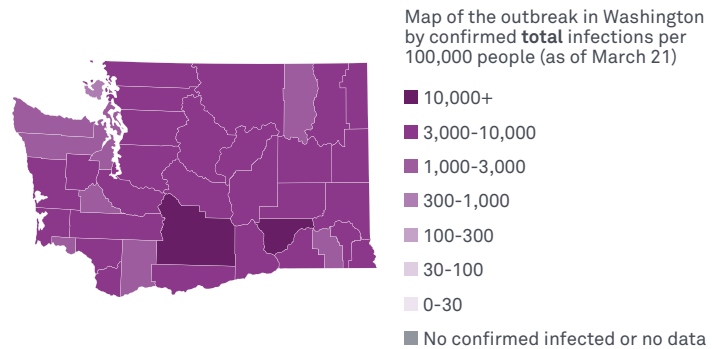 Map of the outbreak in Washington
by confirmed total infections per
100,000 people (as of March 21)
10,000+
3,000-10,000
1,000-3,000
300-1,000
100-300
30-100
0-30
No confirmed infected or no data